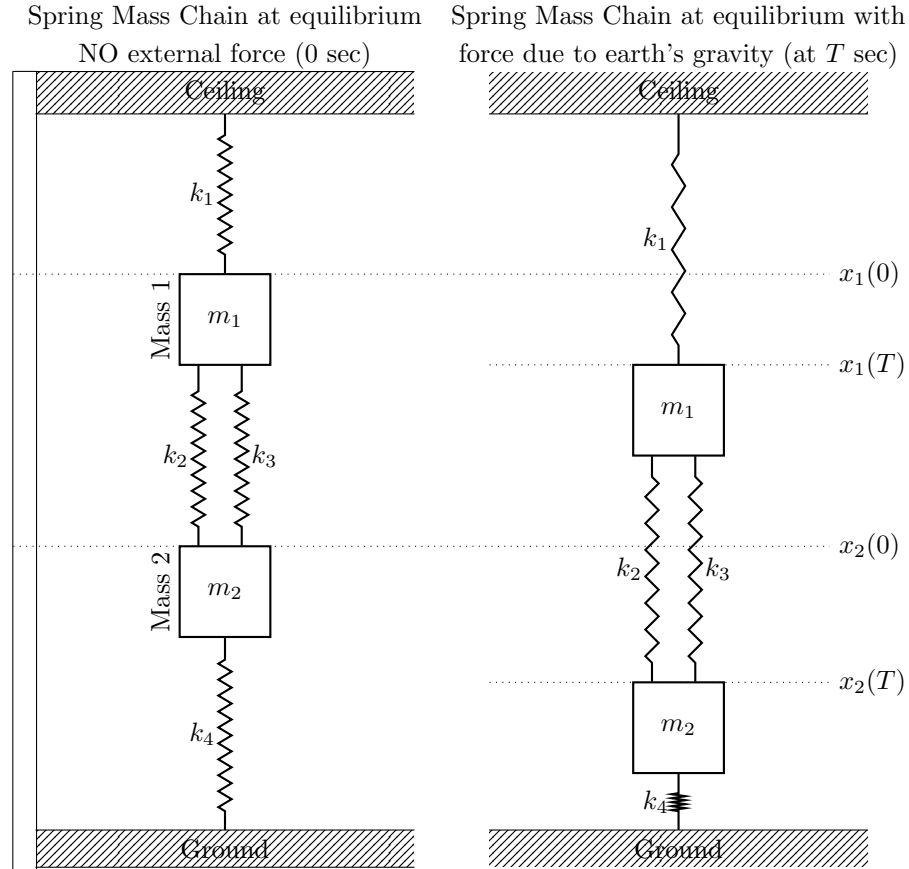 Spring Mass Chain at equilibrium
NO external force (0 sec)
Spring Mass Chain at equilibrium with
force due to earth's gravity (at T sec)
Ceiling
Ceiling
k₁
k₁
x₁(0)
Mass 1
m₁
x₁(T)
m₁
k₂
k₃
x₂(0)
k₂
k₃
Mass 2
m₂
x₂(T)
m₂
k₄
k₄
Ground
Ground